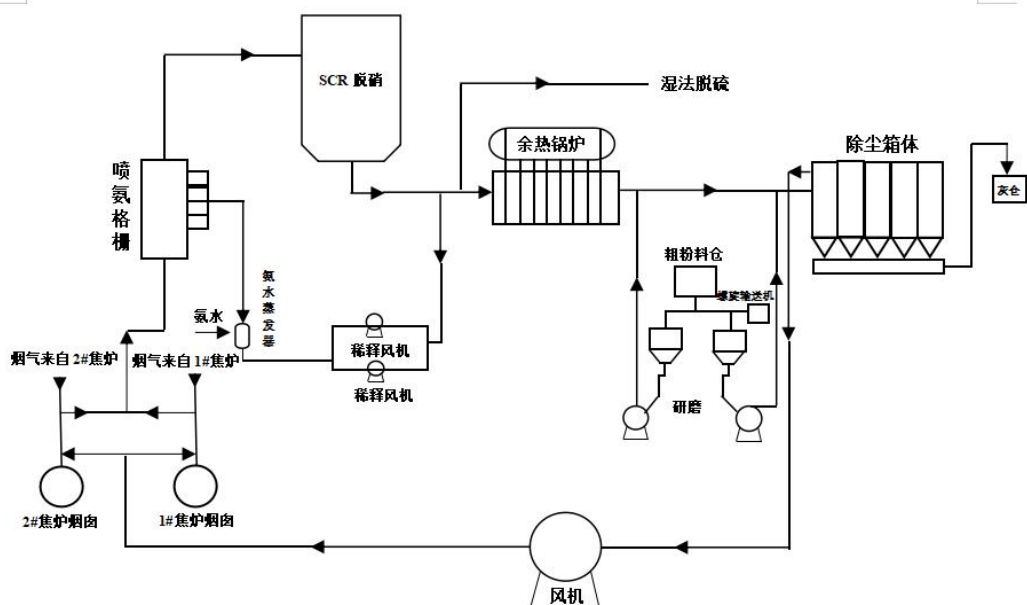 SCR 脱硝
湿法脱硫
余热锅炉
除尘箱体
灰仓
喷氨格栅
粗粉料仓
螺旋输送机
氨水蒸发器
氨水
稀释风机
稀释风机
烟气来自2#焦炉
烟气来自1#焦炉
研磨
2#焦炉烟囱
1#焦炉烟囱
风机